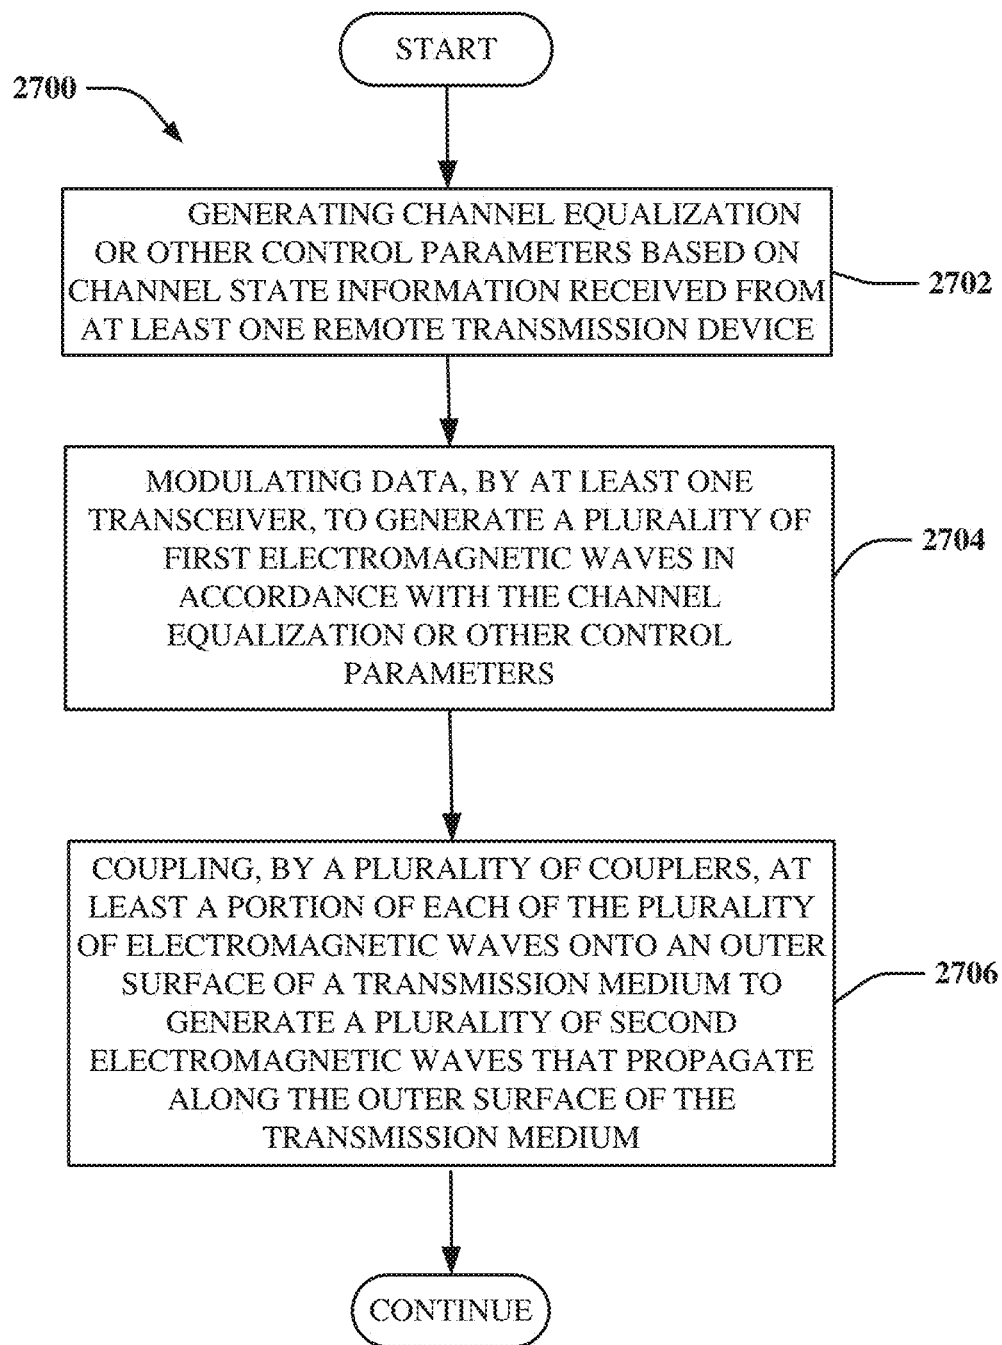 START
2700
GENERATING CHANNEL EQUALIZATION
OR OTHER CONTROL PARAMETERS BASED ON
CHANNEL STATE INFORMATION RECEIVED FROM
AT LEAST ONE REMOTE TRANSMISSION DEVICE
2702
MODULATING DATA, BY AT LEAST ONE
TRANSCEIVER, TO GENERATE A PLURALITY OF
FIRST ELECTROMAGNETIC WAVES IN
ACCORDANCE WITH THE CHANNEL
EQUALIZATION OR OTHER CONTROL
PARAMETERS
2704
COUPLING, BY A PLURALITY OF COUPLERS, AT
LEAST A PORTION OF EACH OF THE PLURALITY
OF ELECTROMAGNETIC WAVES ONTO AN OUTER
SURFACE OF A TRANSMISSION MEDIUM TO
GENERATE A PLURALITY OF SECOND
ELECTROMAGNETIC WAVES THAT PROPAGATE
ALONG THE OUTER SURFACE OF THE
TRANSMISSION MEDIUM
2706
CONTINUE